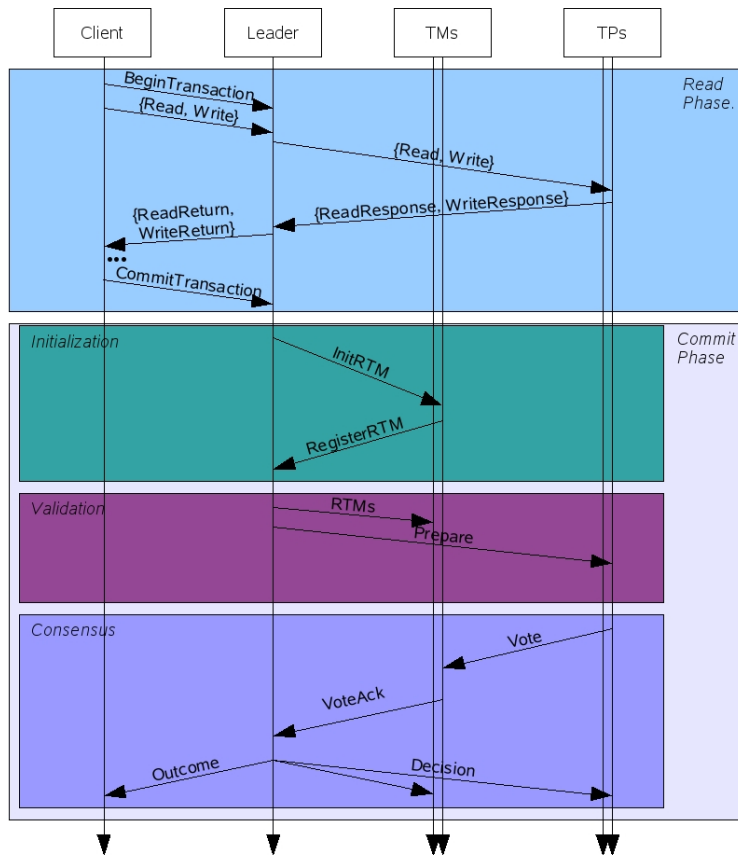 Client
Leader
TMs
TPs
Read
Phase.
BeginTransaction
{Read, Write}
{Read, Write}
{ReadResponse, WriteResponse}
{ReadReturn,
WriteReturn}
...
CommitTransaction
Commit
Phase
Initialization
InitRTM
RegisterRTM
Validation
RTMs
Prepare
Consensus
Vote
VoteAck
Outcome
Decision